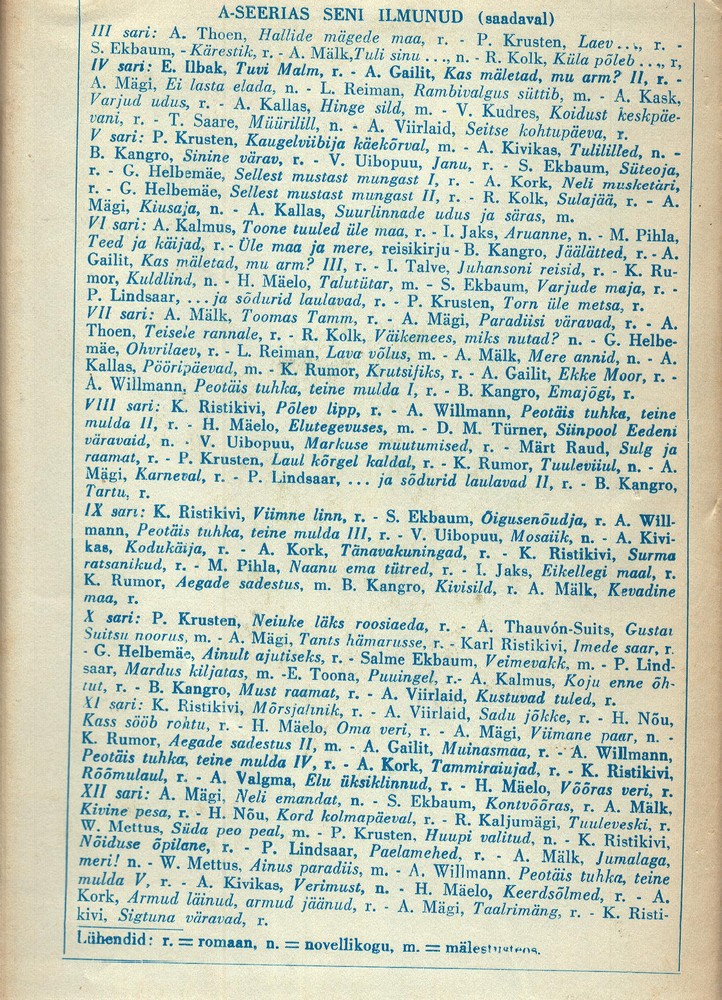 A-SEERIAS SENI ILMUNUD (saadaval)
III sari: A. Thoen, Hallide mägede maa, r. - P. Krusten, Laev..., r. -
S. Ekbaum, - Kärestik, r. - A. Mälk, Tuli sinu ..., n. - R. Kolk, Küla põleb ..., r,
IV sari: E. Ilbak, Tuvi Malm, r. - A. Gailit, Kas mäletad, mu arm? II, r. -
A. Mägi, Ei lasta elada, n. - L. Reiman, Rambivalgus süttib, m. - A. Kask,
Varjud udus, r. - A. Kallas, Hinge sild, m. - V. Kudres, Koidust keskpäe-
vani, r. - T. Saare, Müürilill, n. - A. Viirlaid, Seitse kohtupäeva, r.
V sari: P. Krusten, Kaugelviibija käekõrval, m. - A. Kivikas, Tulililled, n. -
B. Kangro, Sinine värav, r. - V. Uibopuu, Janu, r. - S. Ekbaum, Süteoja,
r. - G. Helbemäe, Sellest mustast mungast I, r. - A. Kork, Neli musketäri,
r. - G. Helbemäe, Sellest mustast mungast II, r. - R. Kolk, Sulajää, r. - A.
Mägi, Kiusaja, n. - A. Kallas, Suurlinnade udus ja säras, m.
VI sari: A. Kalmus, Toone tuuled üle maa, r. - I. Jaks, Aruanne, n. - M. Pihla,
Teed ja käijad, r. - Üle maa ja mere, reisikirju - B. Kangro, Jäälätted, r. - A.
Gailit, Kas mäletad, mu arm? III, r. - I. Talve, Juhansoni reisid, r. - K. Ru-
mor, Kuldlind, n. - H. Mäelo, Talutütar, m. - S. Ekbaum, Varjude maja, r. -
P. Lindsaar, ...ja sõdurid laulavad, r. - P. Krusten, Torn üle metsa, r.
VII sari: A. Mälk, Toomas Tamm, r. - A. Mägi, Paradiisi väravad, r. - A.
Thoen, Teisele rannale, r. - R. Kolk, Väikemees, miks nutad? n. - G. Helbe-
mäe, Ohvrilaev, r. - L. Reiman, Lava võlus, m. - A. Mälk, Mere annid, n. - A.
Kallas, Pööripäevad, m. - K. Rumor, Krutsifiks, r. - A. Gailit, Ekke Moor, r. -
A. Willmann, Peotäis tuhka, teine mulda I, r. - B. Kangro, Emajõgi, r.
VIII sari: K. Ristikivi, Põlev lipp, r. - A. Willmann, Peotäis tuhka, teine
mulda II, r. - H. Mäelo, Elutegevuses, m. - D. M. Türner, Siinpool Eedeni
väravaid, n. - V. Uibopuu, Markuse muutumised, r. - Märt Raud, Sulg ja
raamat, r. - P. Krusten, Laul kõrgel kaldal, r. - K. Rumor, Tuuleviiul, n. - A.
Mägi, Karneval, r. - P. Lindsaar, ... ja sõdurid laulavad II, r. - B. Kangro,
Tartu, r.
IX sari: K. Ristikivi, Viimne linn, r. - S. Ekbaum, Õigusenõudja, r. A. Will-
mann, Peotäis tuhka, teine mulda III, r. - V. Uibopuu, Mosaiik, n. - A. Kivi-
kas, Kodukäija, r. - A. Kork, Tänavakuningad, r. - K. Ristikivi, Surma
ratsanikud, r. - M. Pihla, Naanu ema tütred, r. - I. Jaks, Eikellegi maal, r.
K. Rumor, Aegade sadestus, m. B. Kangro, Kivisild, r. A. Mälk, Kevadine
maa, r.
X sari: P. Krusten, Neiuke läks roosiaeda, r. - A. Thauvón-Suits, Gustav
Suitsu noorus, m. - A. Mägi, Tants hämarusse, r. - Karl Ristikivi, Imede saar, r.
- G. Helbemäe, Ainult ajutiseks, r. - Salme Ekbaum, Veimevakk, m. - P. Lind-
saar, Mardus kiljatas, m. -E. Toona, Puuingel, r.- A. Kalmus, Koju enne õh-
tut, r. - B. Kangro, Must raamat, r. - A. Viirlaid, Kustuvad tuled, r.
XI sari: K. Ristikivi, Mõrsjalinik, r. - A. Viirlaid, Sadu jõkke, r. - H. Nõu,
Kass sööb rohtu, r. - H. Mäelo, Oma veri, r. - A. Mägi, Viimane paar, n. -
K. Rumor, Aegade sadestus II, m. - A. Gailit, Muinasmaa, r. - A. Willmann,
Peotäis tuhka, teine mulda IV, r. - A. Kork, Tammiraiujad, r. - K. Ristikivi,
Rõõmulaul, r. - A. Valgma, Elu üksiklinnud, r. - H. Mäelo, Võõras veri, r.
XII sari: A. Mägi, Neli emandat, n. - S. Ekbaum, Kontvõõras, r. A. Mälk,
Kivine pesa, r. - H. Nõu, Kord kolmapäeval, r. - R. Kaljumägi, Tuuleveski, r.
W. Mettus, Süda peo peal, m. - P. Krusten. Huupi valitud, n. - K. Ristikivi,
Nõiduse õpilane, r. - P. Lindsaar, Paelamehed, r. - A. Mälk, Jumalaga,
meri! n. - W. Mettus, Ainus paradiis, m. - A. Willmann. Peotäis tuhka, teine
mulda V, r. - A. Kivikas, Verimust, n. - H. Mäelo, Keerdsõlmed, r. - A.
Kork, Armud läinud, armud jäänud, r. - A. Mägi, Taalrimäng, r. - K. Risti-
kivi, Sigtuna väravad, r.
Lühendid: r. = romaan, n. = novellikogu, m. = mälestusteos.